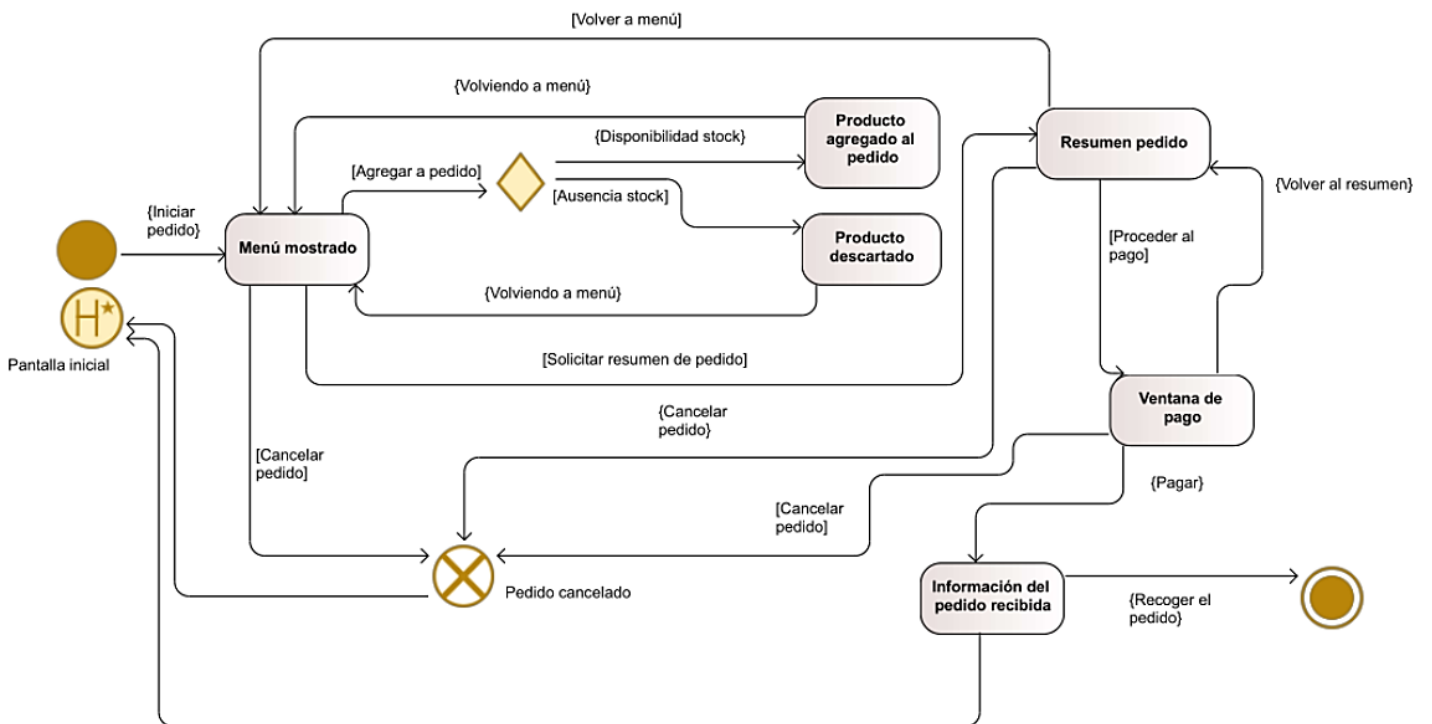 [Volver a menú]
{Volviendo a menú}
Producto
agregado al
pedido
{Disponibilidad stock}
Resumen pedido
[Agregar a pedido]
{Volver al resumen}
[Ausencia stock]
{Iniciar
pedido}
Menú mostrado
Producto
descartado
[Proceder al
pago]
{Volviendo a menú}
H*
Pantalla inicial
[Solicitar resumen de pedido]
Ventana de
pago
{Cancelar
pedido}
[Cancelar
pedido]
{Pagar}
[Cancelar
pedido]
Pedido cancelado
Información del
pedido recibida
{Recoger el
pedido}